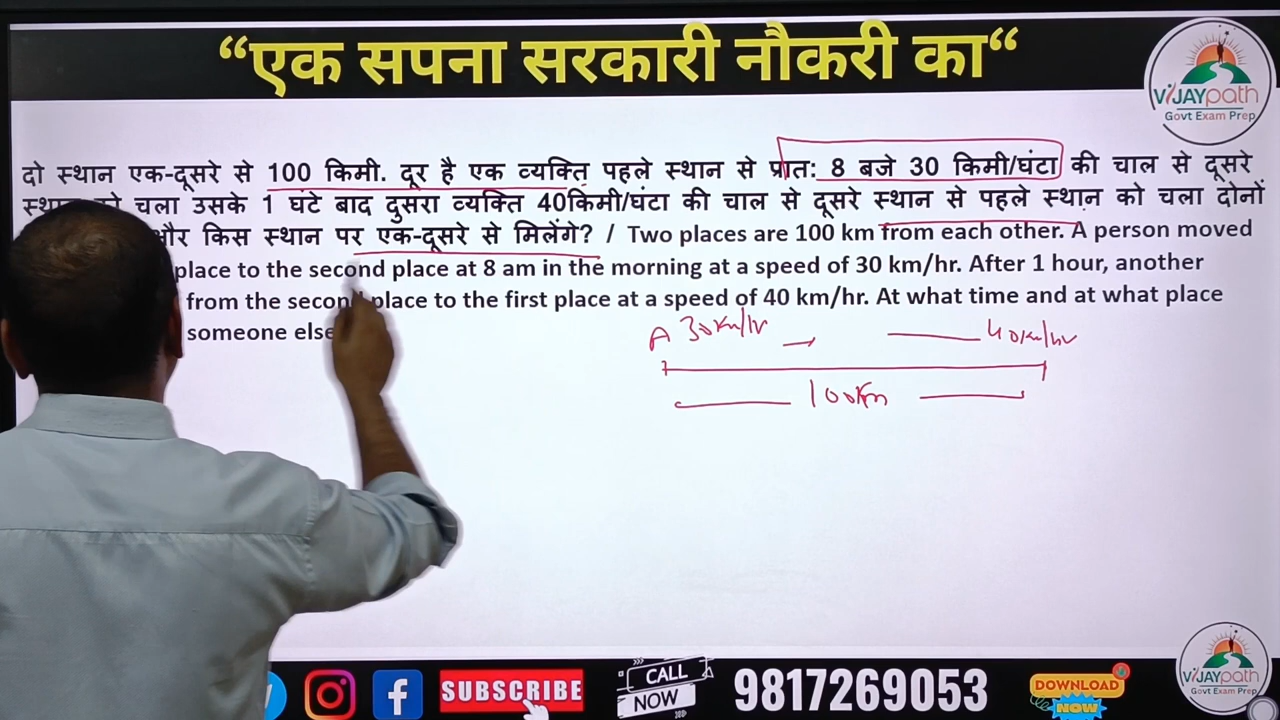 “एक सपना सरकारी नौकरी का“
VIJAYpath
Govt Exam Prep
दो स्थान एक-दूसरे से 100 किमी. दूर है एक व्यक्ति पहले स्थान से प्रात: 8 बजे 30 किमी/घंटा की चाल से दूसरे
चला उसके 1 घंटे बाद दुसरा व्यक्ति 40किमी/घंटा की चाल से दूसरे स्थान से पहले स्थान को चला दोनों
और किस स्थान पर एक-दूसरे से मिलेंगे? / Two places are 100 km from each other. A person moved
place to the second place at 8 am in the morning at a speed of 30 km/hr. After 1 hour, another
from the second place to the first place at a speed of 40 km/hr. At what time and at what place
someone else
A 30km/hr 40km/hr
100Km
SUBSCRIBE
CALL
NOW
9817269053
DOWNLOAD
NOW
VIJAYpath
Govt Exam Prep